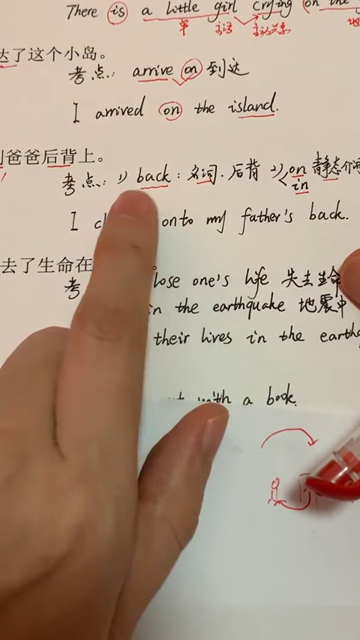 There is a little girl crying on the
主语
达了这个小岛。
考点: arrive on 到达
I arrived on the island.
爸爸后背上。
考点: 1) back: 名词. 后背 2) on 静态介
in
I onto my father's back.
去了生命在
考 lose one's life 失去生命
in the earthquake 地震中
their lives in the
with a book.